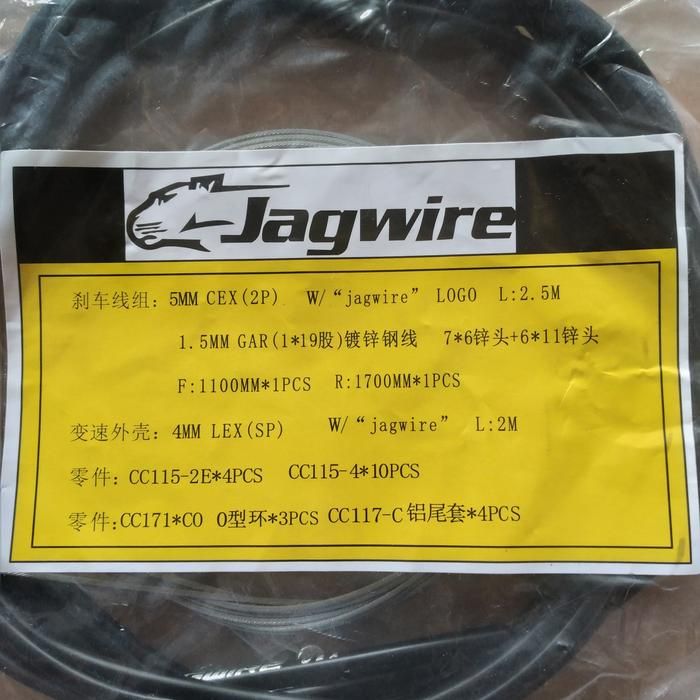 Jagwire
刹车线组: 5MM CEX(2P) W/“jagwire” LOGO L:2.5M
1.5MM GAR(1*19股)镀锌钢线 7*6锌头+6*11锌头
F:1100MM*1PCS R:1700MM*1PCS
变速外壳: 4MM LEX(SP) W/“jagwire” L:2M
零件: CC115-2E*4PCS CC115-4*10PCS
零件:CC171*CO O型环*3PCS CC117-C 铝尾套*4PCS